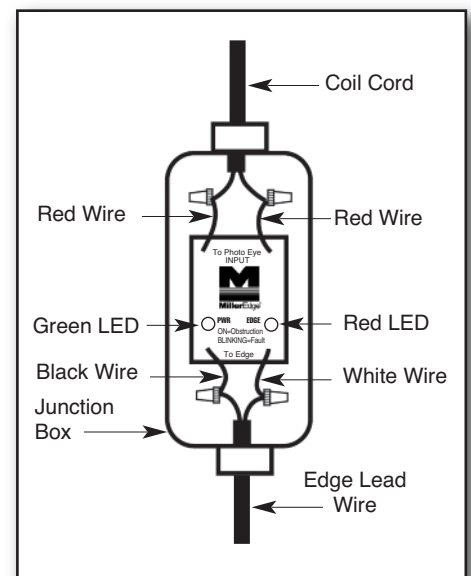 Coil Cord
Red Wire
Red Wire
To Photo Eye
INPUT
MillerEdge®
Green LED
PWR EDGE
Red LED
ON=Obstruction
BLINKING=Fault
To Edge
Black Wire
White Wire
Junction
Box
Edge Lead
Wire